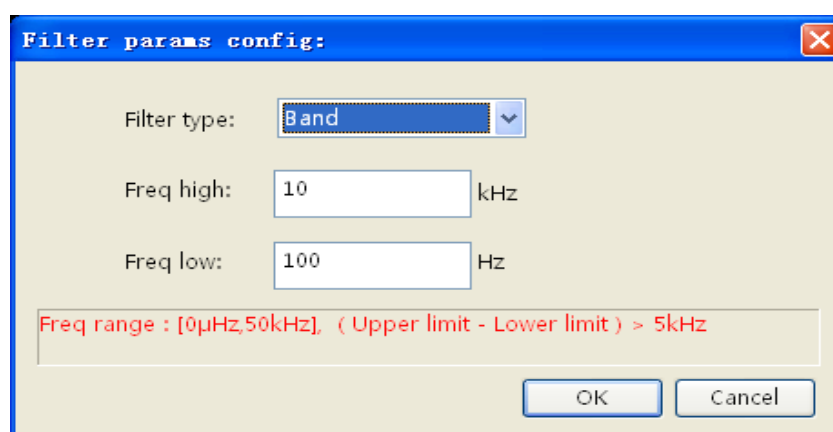 Filter params config:
Filter type: Band
Freq high: 10 kHz
Freq low: 100 Hz
Freq range : [0μHz,50kHz], ( Upper limit - Lower limit ) > 5kHz
OK Cancel